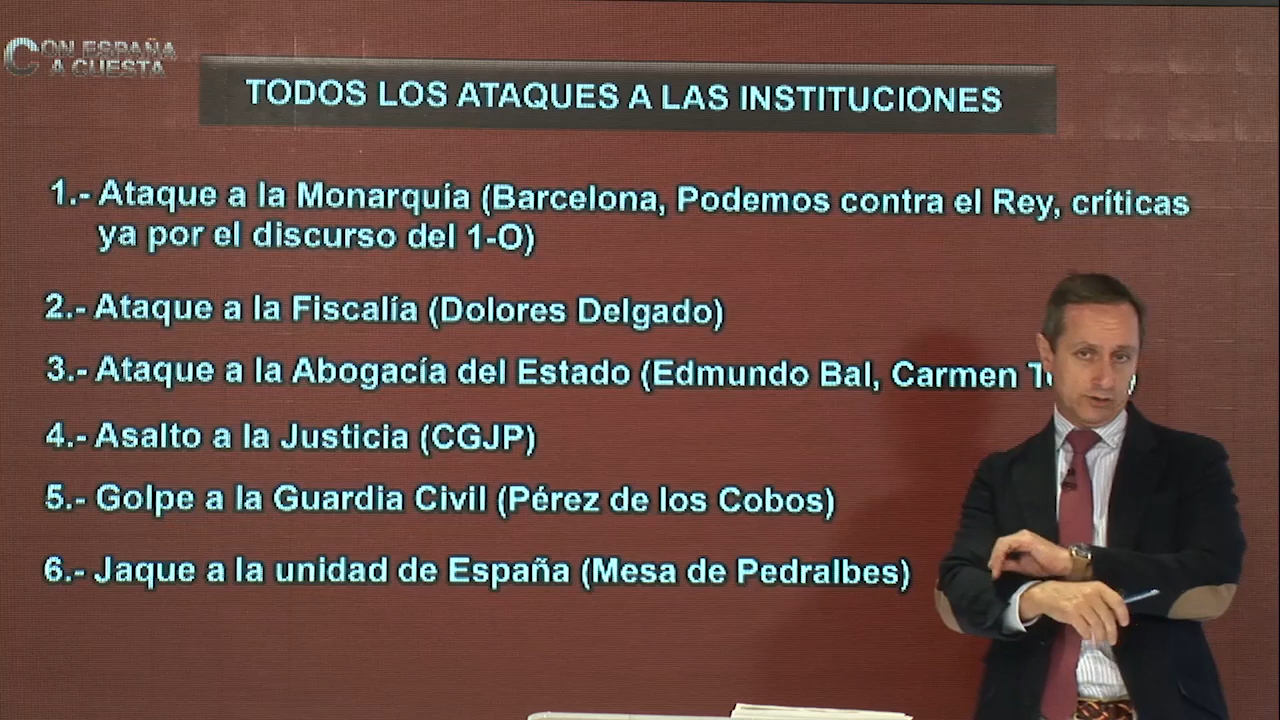 CON ESPAÑA
A CUESTA
TODOS LOS ATAQUES A LAS INSTITUCIONES
1.- Ataque a la Monarquía (Barcelona, Podemos contra el Rey, críticas
ya por el discurso del 1-O)
2.- Ataque a la Fiscalía (Dolores Delgado)
3.- Ataque a la Abogacía del Estado (Edmundo Bal, Carmen
4.- Asalto a la Justicia (CGJP)
5.- Golpe a la Guardia Civil (Pérez de los Cobos)
6.- Jaque a la unidad de España (Mesa de Pedralbes)